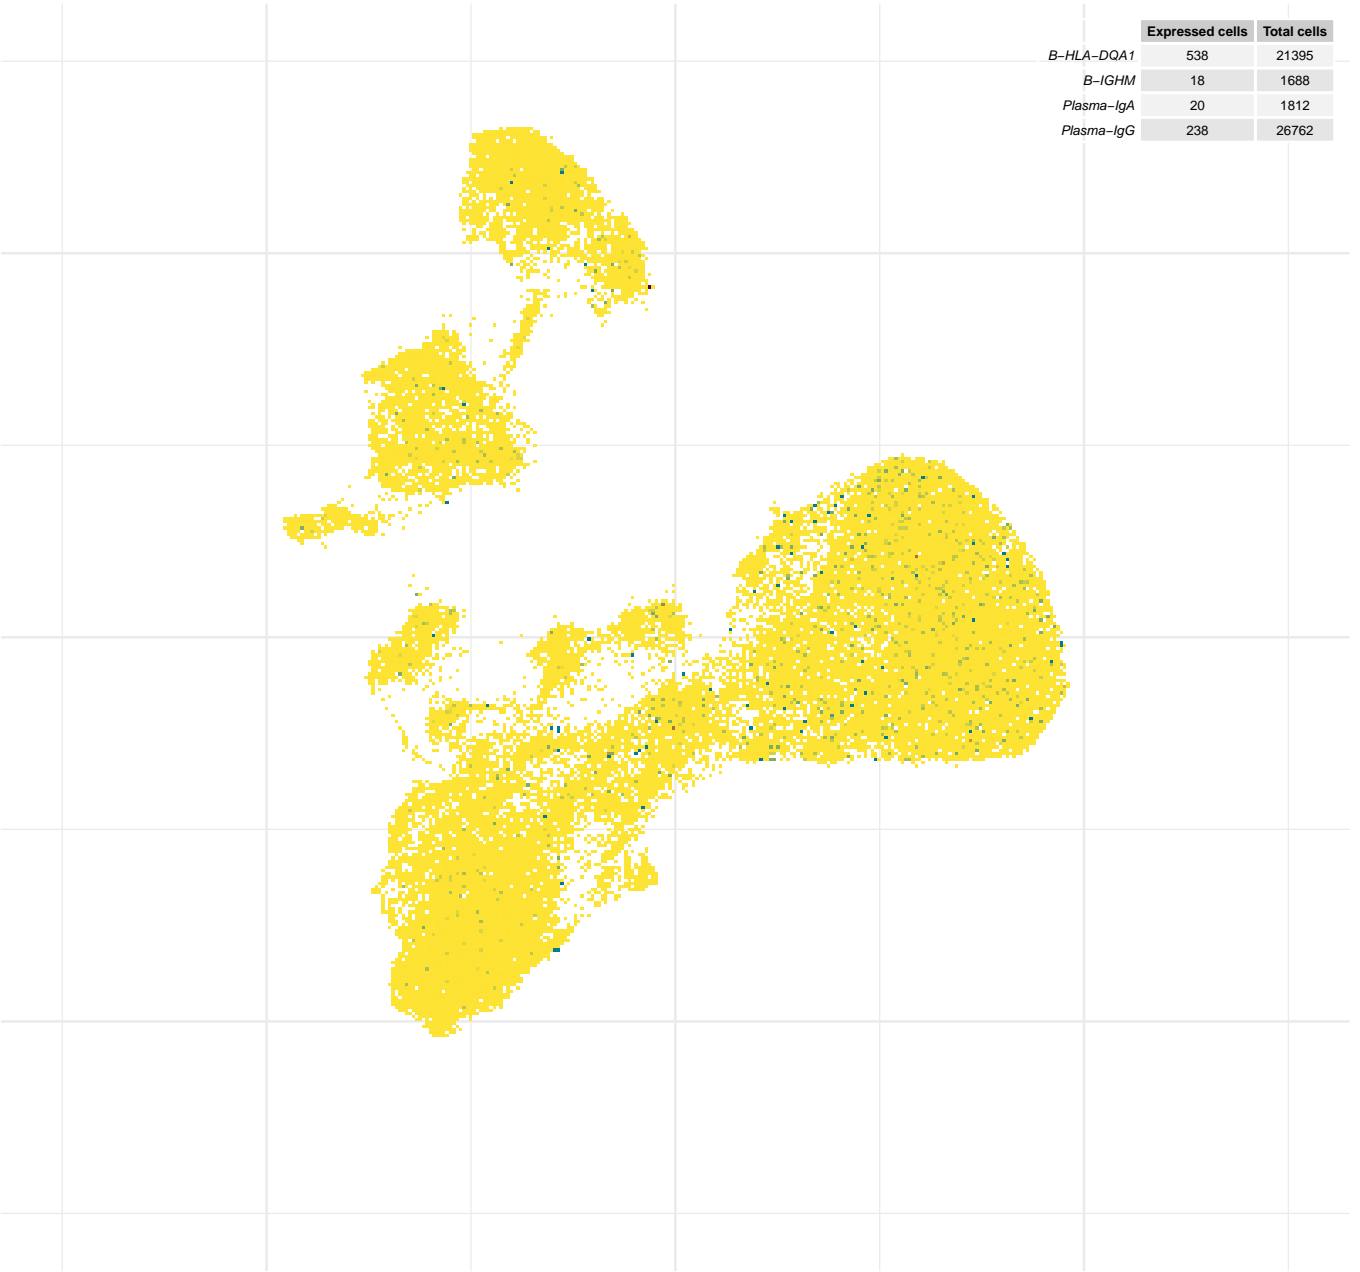 Expressed cells Total cells
B−HLA−DQA1 538 21395
B−IGHM 18 1688
Plasma−IgA 20 1812
Plasma−IgG 238 26762